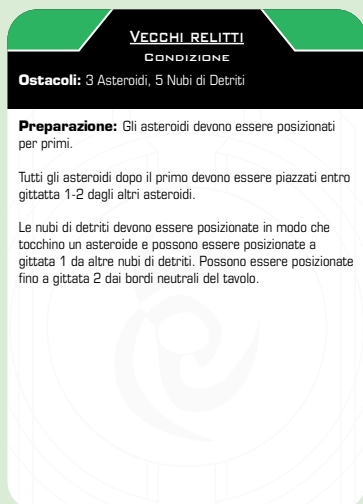 Vecchi relitti
Condizione
Ostacoli: 3 Asteroidi, 5 Nubi di Detriti
Preparazione: Gli asteroidi devono essere posizionati
per primi.
Tutti gli asteroidi dopo il primo devono essere piazzati entro
gittatta 1-2 dagli altri asteroidi.
Le nubi di detriti devono essere posizionate in modo che
tocchino un asteroide e possono essere posizionate a
gittata 1 da altre nubi di detriti. Possono essere posizionate
fino a gittata 2 dai bordi neutrali del tavolo.